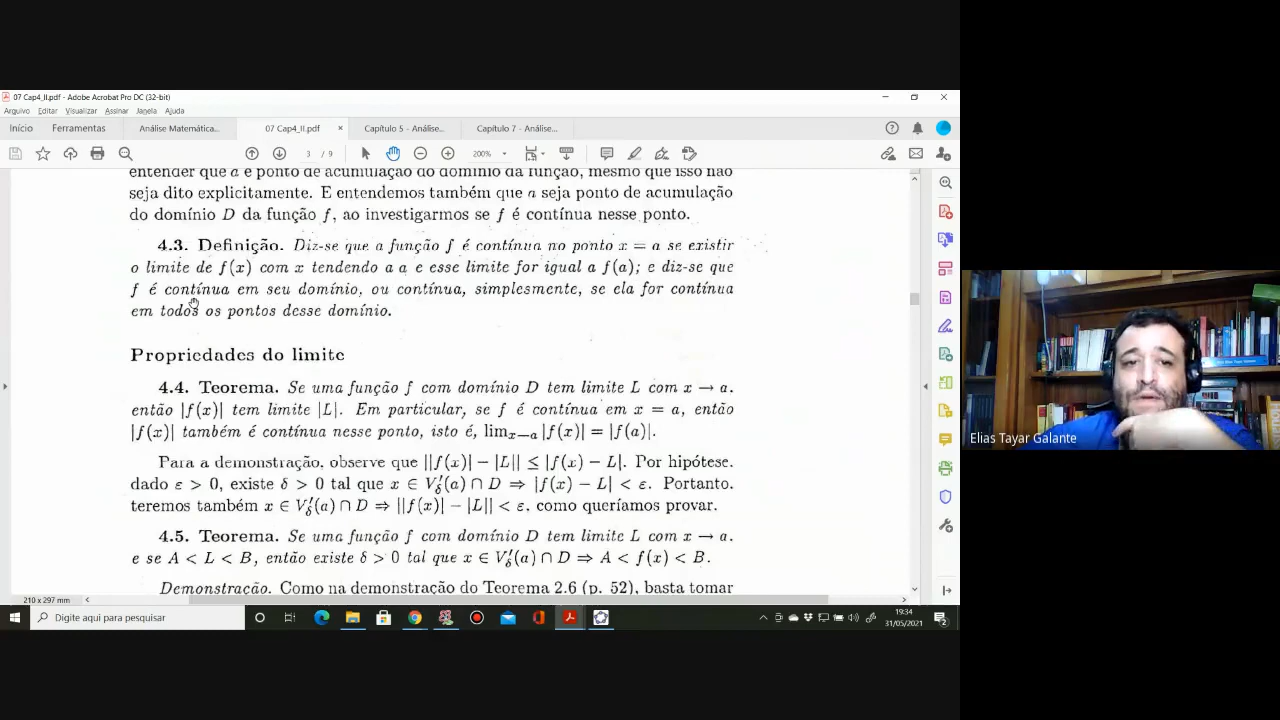 07 Cap4_II.pdf - Adobe Acrobat Pro DC (32-bit)
Arquivo Editar Visualizar Assinar Janela Ajuda
Início Ferramentas Análise Matemática... 07 Cap4_II.pdf × Capítulo 5 - Análise... Capítulo 7 - Análise...
3 / 9 200%
entender que a é ponto de acumulação do domínio da função, mesmo que isso não
seja dito explicitamente. E entendemos também que a seja ponto de acumulação
do domínio D da função f, ao investigarmos se f é contínua nesse ponto.
4.3. Definição. Diz-se que a função f é contínua no ponto x = a se existir
o limite de f(x) com x tendendo a a e esse limite for igual a f(a); e diz-se que
f é contínua em seu domínio, ou contínua, simplesmente, se ela for contínua
em todos os pontos desse domínio.
Propriedades do limite
4.4. Teorema. Se uma função f com domínio D tem limite L com x → a.
então |f(x)| tem limite |L|. Em particular, se f é contínua em x = a, então
|f(x)| também é contínua nesse ponto, isto é, lim x→a |f(x)| = |f(a)|.
Para a demonstração, observe que ||f(x)| − |L|| ≤ |f(x) − L|. Por hipótese.
dado ε > 0, existe δ > 0 tal que x ∈ V′δ(a) ∩ D ⇒ |f(x) − L| < ε. Portanto.
teremos também x ∈ V′δ(a) ∩ D ⇒ ||f(x)| − |L|| < ε, como queríamos provar.
4.5. Teorema. Se uma função f com domínio D tem limite L com x → a.
e se A < L < B, então existe δ > 0 tal que x ∈ V′δ(a) ∩ D ⇒ A < f(x) < B.
Demonstração. Como na demonstração do Teorema 2.6 (p. 52), basta tomar
210 x 297 mm
Elias Tayar Galante
Digite aqui para pesquisar
19:34
31/05/2021
2